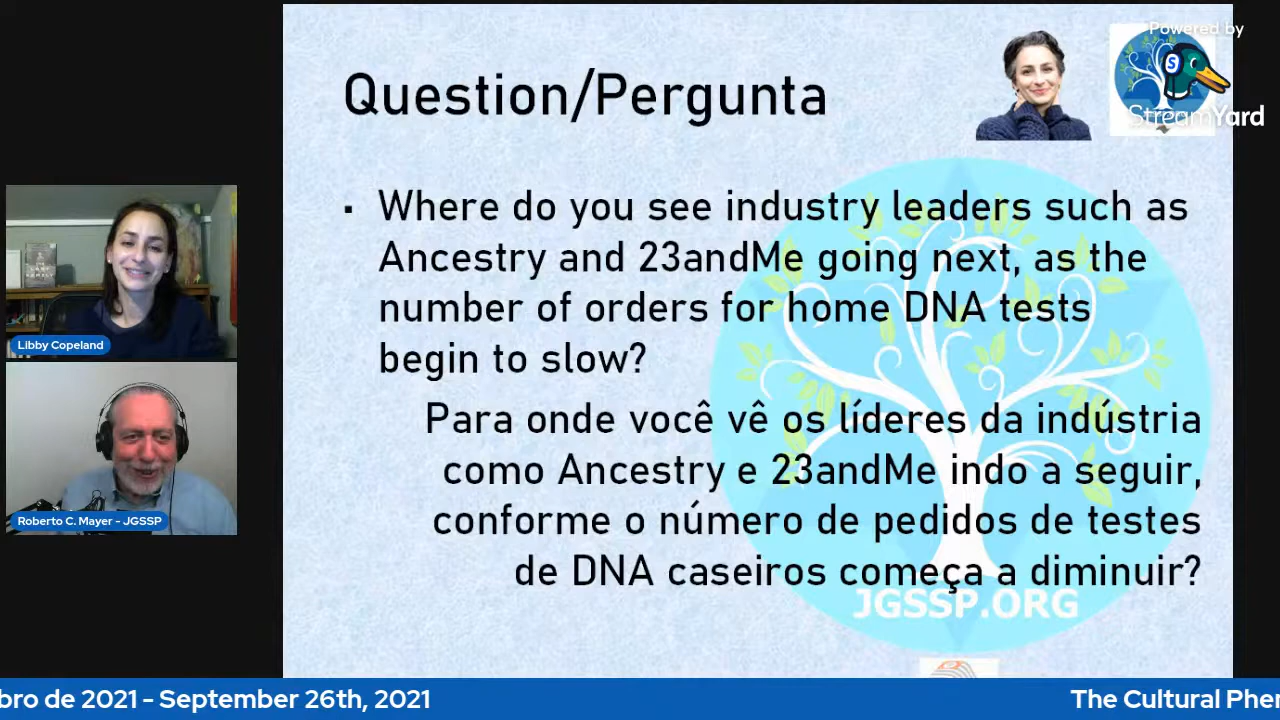 Powered by
StreamYard
Question/Pergunta
Where do you see industry leaders such as
Ancestry and 23andMe going next, as the
number of orders for home DNA tests
begin to slow?
Para onde você vê os líderes da indústria
como Ancestry e 23andMe indo a seguir,
conforme o número de pedidos de testes
de DNA caseiros começa a diminuir?
JGSSP.ORG
Libby Copeland
Roberto C. Mayer - JGSSP
bro de 2021 - September 26th, 2021
The Cultural Phe